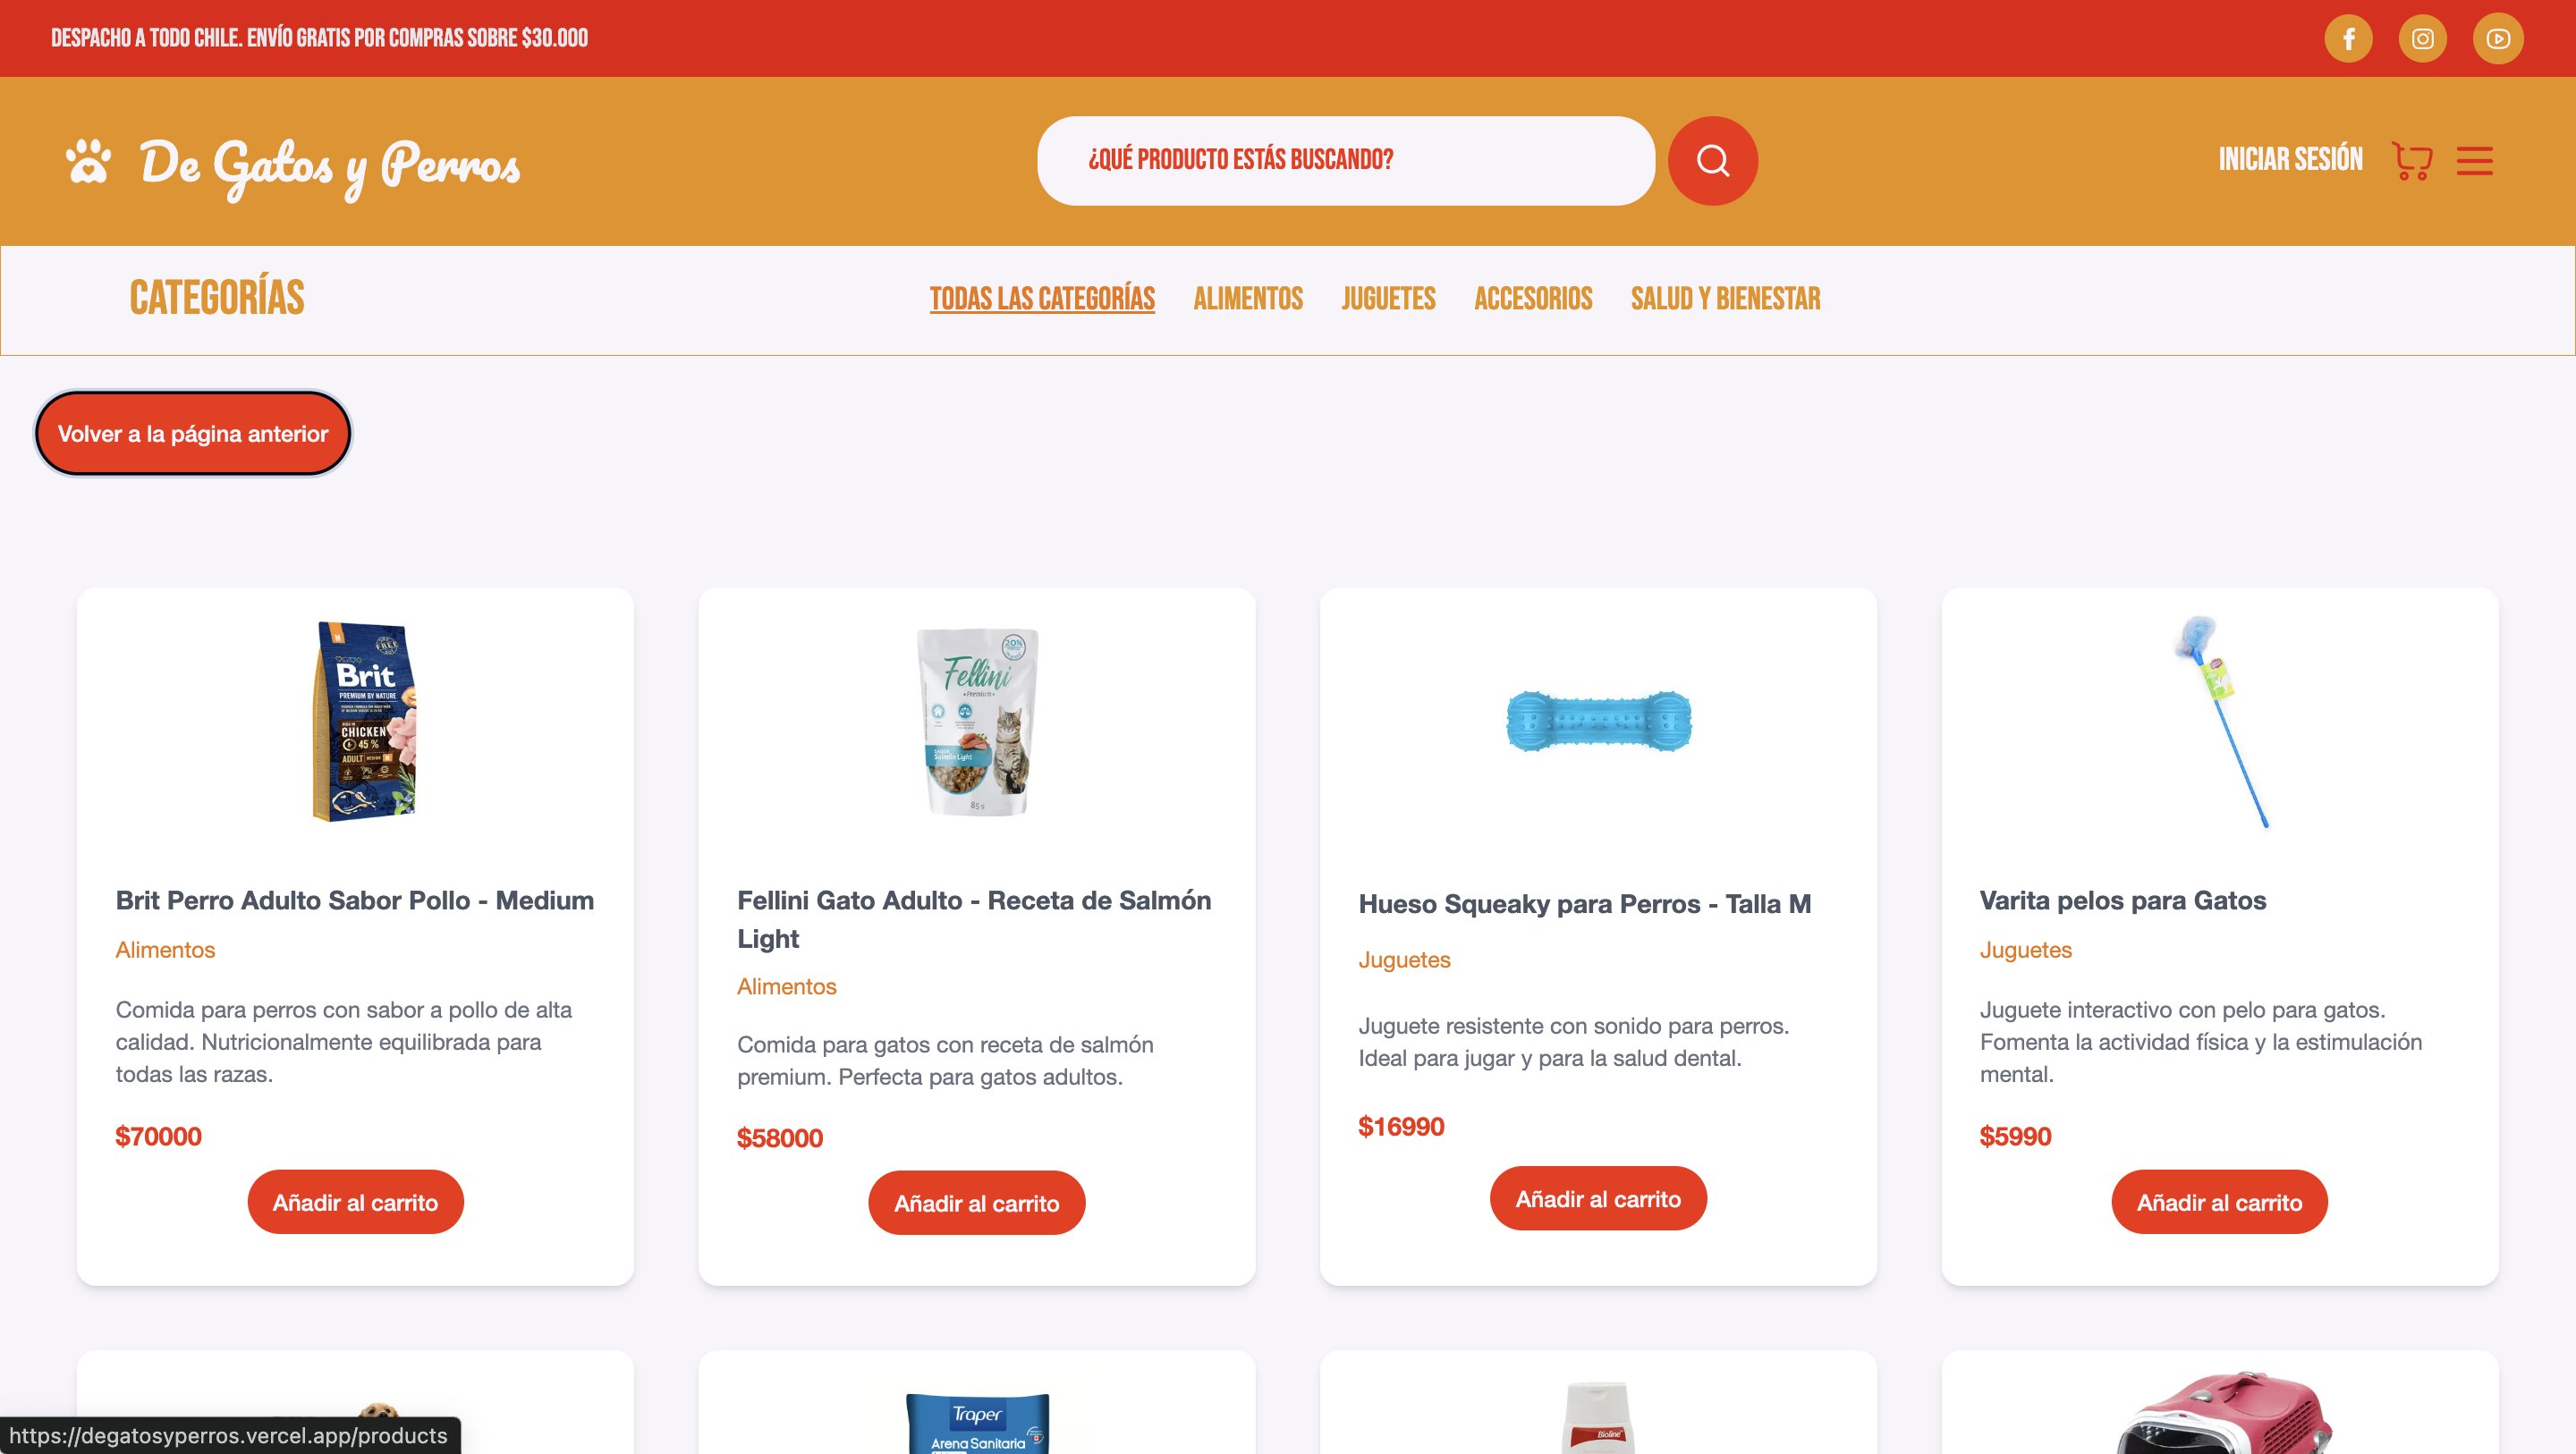 DESPACHO A TODO CHILE. ENVÍO GRATIS POR COMPRAS SOBRE $30.000
De Gatos y Perros
¿QUÉ PRODUCTO ESTÁS BUSCANDO?
INICIAR SESIÓN
CATEGORÍAS
TODAS LAS CATEGORÍAS
ALIMENTOS
JUGUETES
ACCESORIOS
SALUD Y BIENESTAR
Volver a la página anterior
M
FREE
Brit
PREMIUM BY NATURE
CHICKEN
45 %
ADULT
Brit Perro Adulto Sabor Pollo - Medium
Alimentos
Comida para perros con sabor a pollo de alta
calidad. Nutricionalmente equilibrada para
todas las razas.
$70000
Añadir al carrito
20%
Fellini
Premium
Salmón Light
85 g
Fellini Gato Adulto - Receta de Salmón
Light
Alimentos
Comida para gatos con receta de salmón
premium. Perfecta para gatos adultos.
$58000
Añadir al carrito
Hueso Squeaky para Perros - Talla M
Juguetes
Juguete resistente con sonido para perros.
Ideal para jugar y para la salud dental.
$16990
Añadir al carrito
Varita pelos para Gatos
Juguetes
Juguete interactivo con pelo para gatos.
Fomenta la actividad física y la estimulación
mental.
$5990
Añadir al carrito
Traper
Arena Sanitaria
Bioline
https://degatosyperros.vercel.app/products